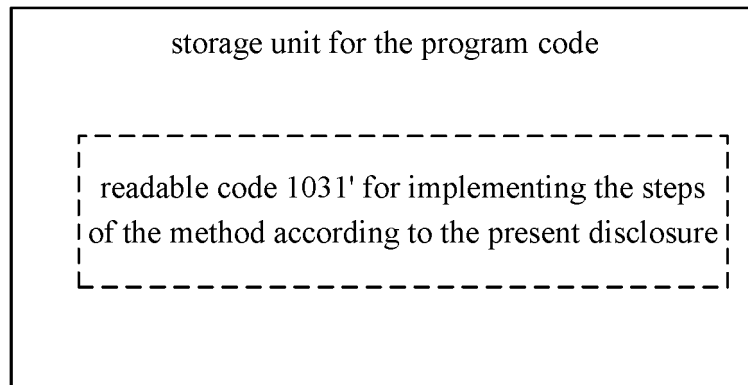 storage unit for the program code
readable code 1031' for implementing the steps
of the method according to the present disclosure